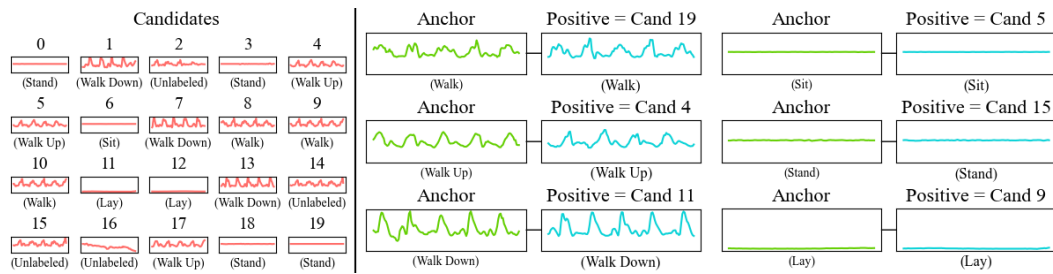 Candidates
0 1 2 3 4
(Stand) (Walk Down) (Unlabeled) (Stand) (Walk Up)
5 6 7 8 9
(Walk Up) (Sit) (Walk Down) (Walk) (Walk)
10 11 12 13 14
(Walk) (Lay) (Lay) (Walk Down) (Unlabeled)
15 16 17 18 19
(Unlabeled) (Unlabeled) (Walk Up) (Stand) (Stand)
Anchor Positive = Cand 19 Anchor Positive = Cand 5
(Walk) (Walk) (Sit) (Sit)
Anchor Positive = Cand 4 Anchor Positive = Cand 15
(Walk Up) (Walk Up) (Stand) (Stand)
Anchor Positive = Cand 11 Anchor Positive = Cand 9
(Walk Down) (Walk Down) (Lay) (Lay)